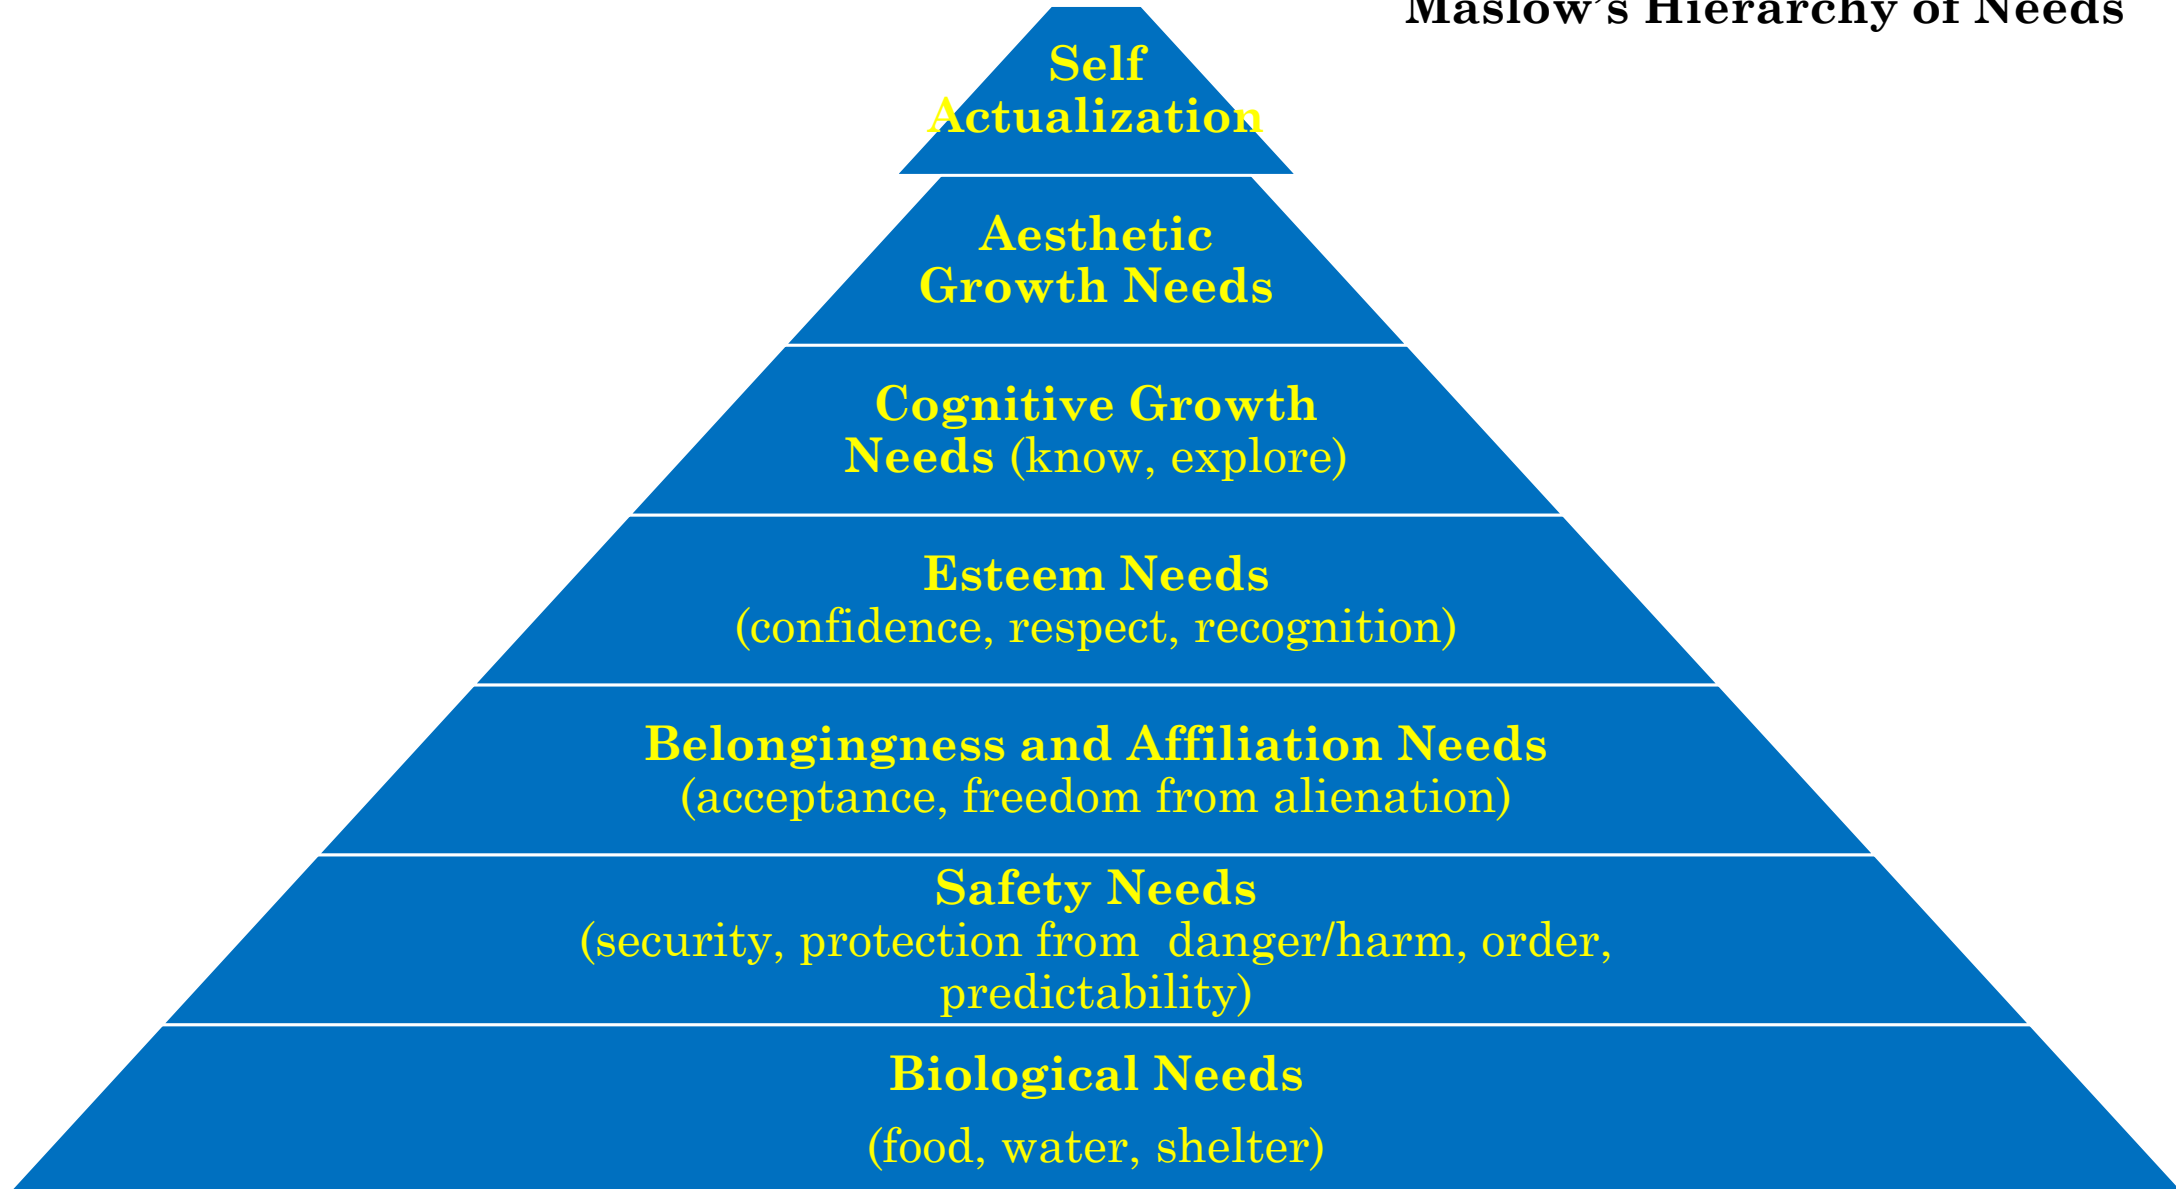 Maslow's Hierarchy of Needs
Self
Actualization
Aesthetic
Growth Needs
Cognitive Growth
Needs (know, explore)
Esteem Needs
(confidence, respect, recognition)
Belongingness and Affiliation Needs
(acceptance, freedom from alienation)
Safety Needs
(security, protection from  danger/harm, order,
predictability)
Biological Needs
(food, water, shelter)